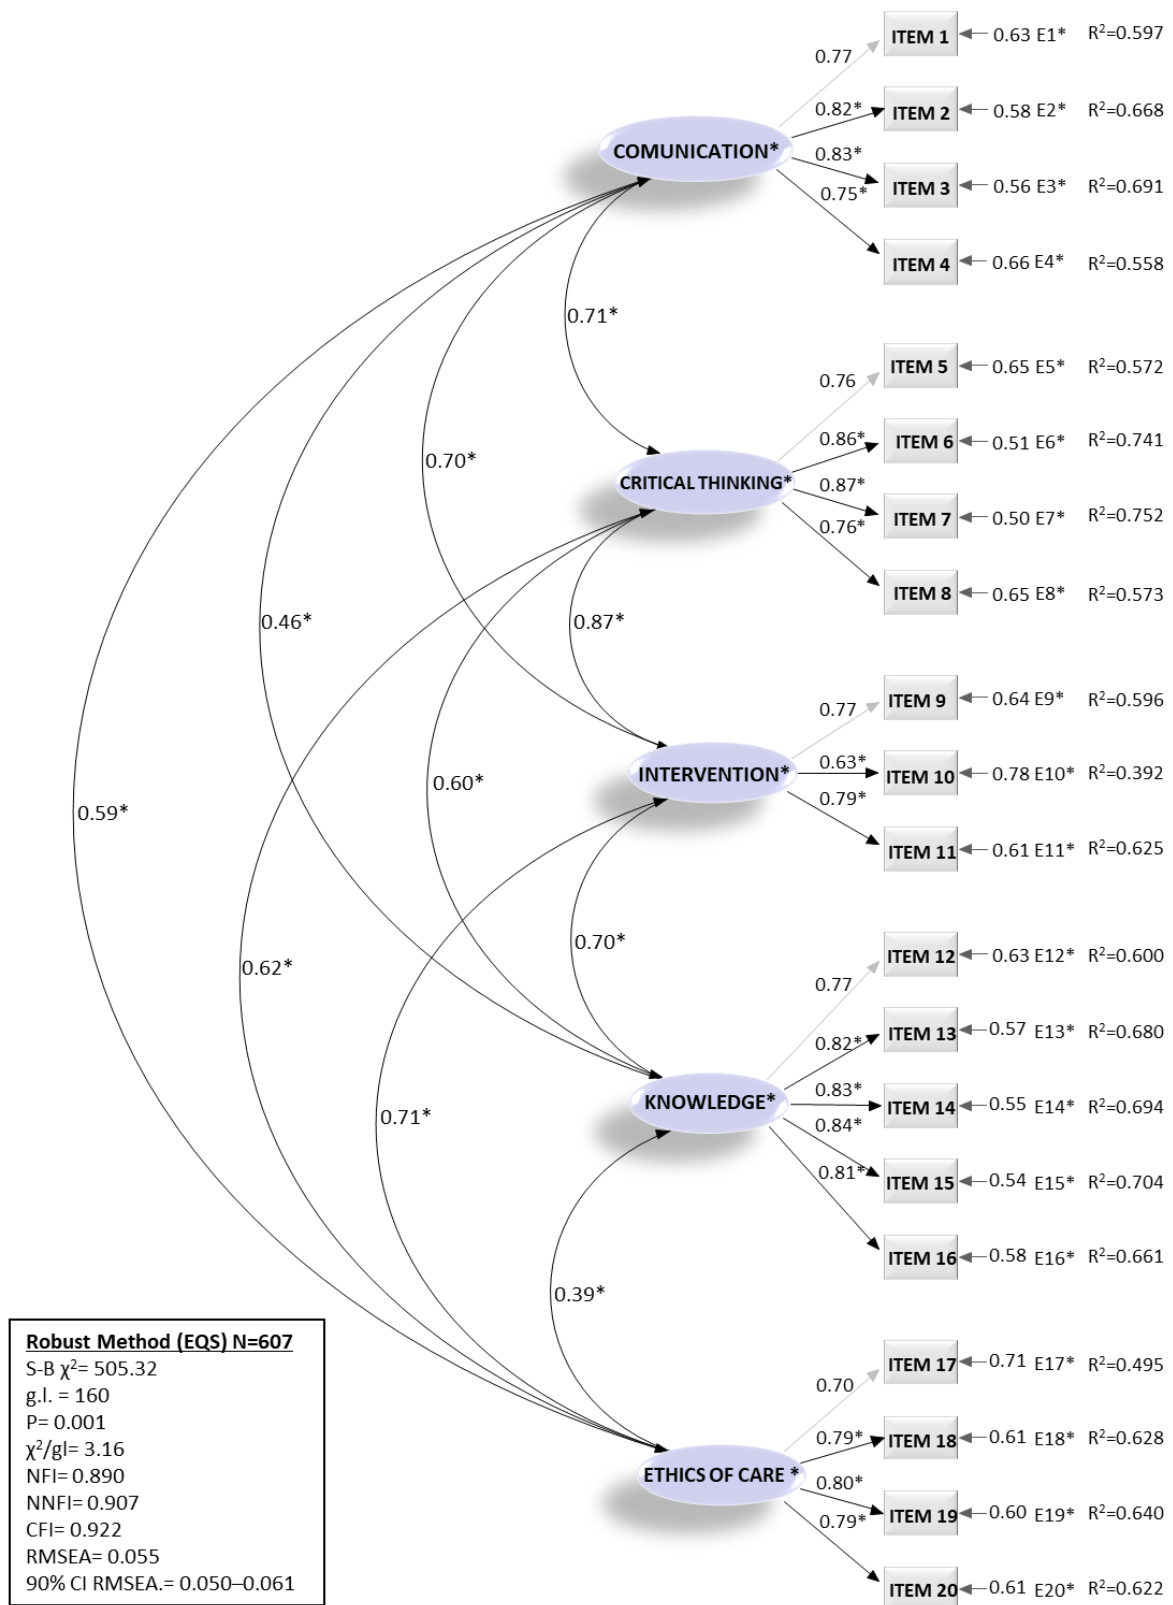 ITEM 1 0.63 E1* R²=0.597
0.77
ITEM 2 0.58 E2* R²=0.668
0.82*
COMUNICATION*
0.83*
ITEM 3 0.56 E3* R²=0.691
0.75*
ITEM 4 0.66 E4* R²=0.558
0.71*
ITEM 5 0.65 E5* R²=0.572
0.76
ITEM 6 0.51 E6* R²=0.741
0.86*
0.70*
CRITICAL THINKING*
0.87*
ITEM 7 0.50 E7* R²=0.752
0.76*
ITEM 8 0.65 E8* R²=0.573
0.46*
0.87*
ITEM 9 0.64 E9* R²=0.596
0.77
INTERVENTION*
0.63*
ITEM 10 0.78 E10* R²=0.392
0.60*
0.79*
0.59*
ITEM 11 0.61 E11* R²=0.625
0.70*
ITEM 12 0.63 E12* R²=0.600
0.62*
0.77
ITEM 13 0.57 E13* R²=0.680
0.82*
0.83*
KNOWLEDGE*
ITEM 14 0.55 E14* R²=0.694
0.71*
0.84*
0.81*
ITEM 15 0.54 E15* R²=0.704
ITEM 16 0.58 E16* R²=0.661
0.39*
ITEM 17 0.71 E17* R²=0.495
0.70
ITEM 18 0.61 E18* R²=0.628
0.79*
ETHICS OF CARE *
0.80*
ITEM 19 0.60 E19* R²=0.640
0.79*
ITEM 20 0.61 E20* R²=0.622
Robust Method (EQS) N=607
S-B χ²= 505.32
g.l. = 160
P= 0.001
χ²/gl= 3.16
NFI= 0.890
NNFI= 0.907
CFI= 0.922
RMSEA= 0.055
90% CI RMSEA.= 0.050–0.061